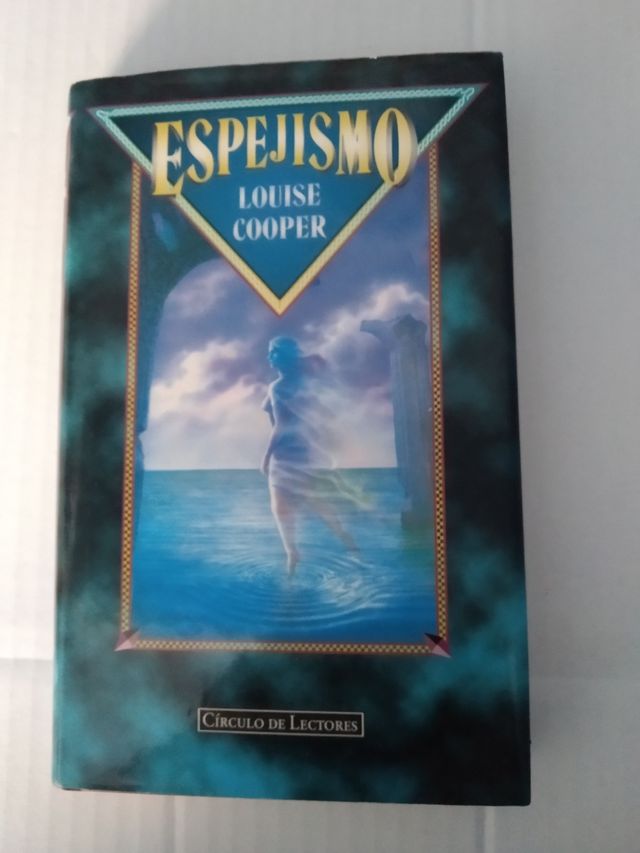 ESPEJISMO
LOUISE
COOPER
CÍRCULO DE LECTORES